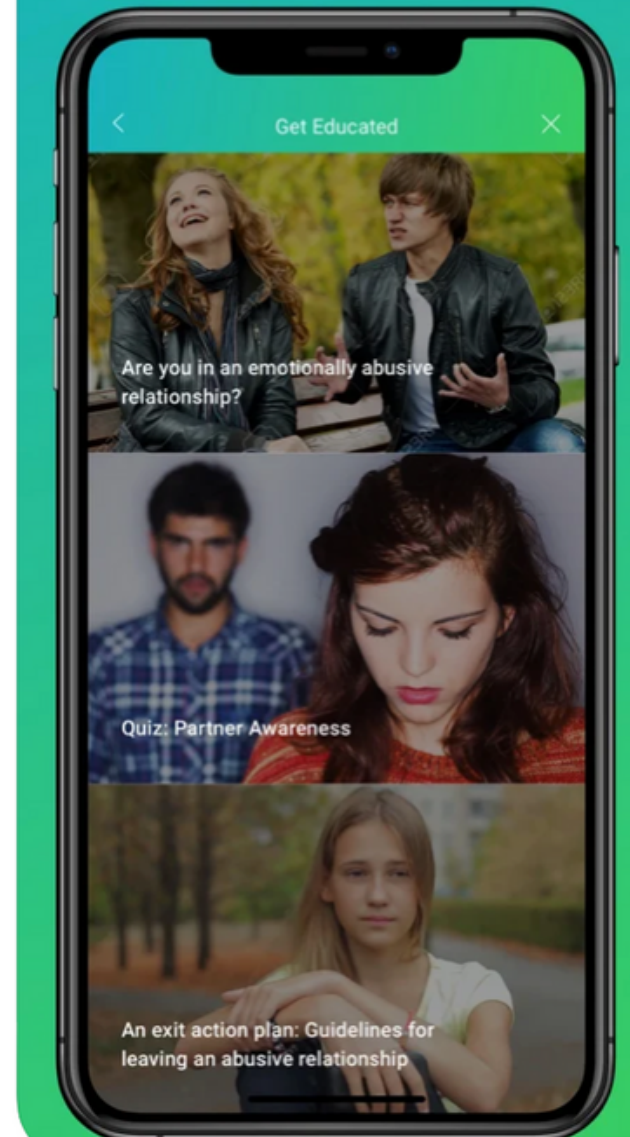 Get Educated
Are you in an emotionally abusive
relationship?
Quiz: Partner Awareness
An exit action plan: Guidelines for
leaving an abusive relationship